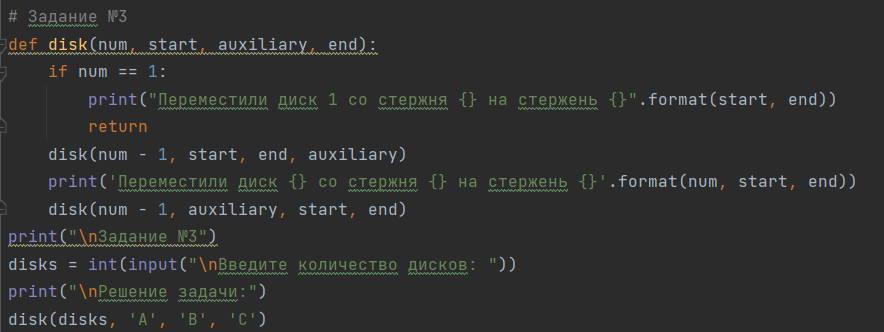 # Задание №3
def disk(num, start, auxiliary, end):
    if num == 1:
        print("Переместили диск 1 со стержня {} на стержень {}".format(start, end))
        return
    disk(num - 1, start, end, auxiliary)
    print('Переместили диск {} со стержня {} на стержень {}'.format(num, start, end))
    disk(num - 1, auxiliary, start, end)
print("\nЗадание №3")
disks = int(input("\nВведите количество дисков: "))
print("\nРешение задачи:")
disk(disks, 'A', 'B', 'C')